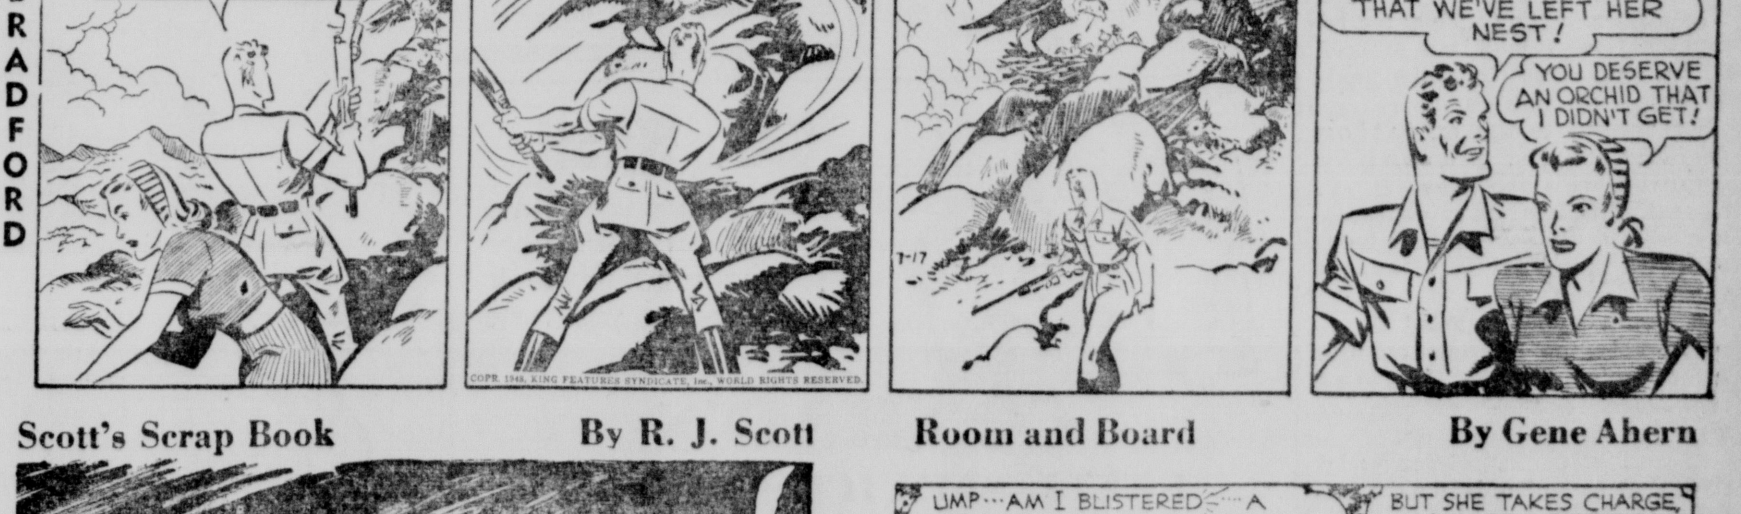 RADFORD
THAT WE'VE LEFT HER
NEST!
YOU DESERVE
AN ORCHID THAT
I DIDN'T GET!
7-17
COPR. 1948, KING FEATURES SYNDICATE, Inc., WORLD RIGHTS RESERVED.
Scott's Scrap Book
By R. J. Scott
Room and Board
By Gene Ahern
UMP---AM I BLISTERED ---- A
BUT SHE TAKES CHARGE,